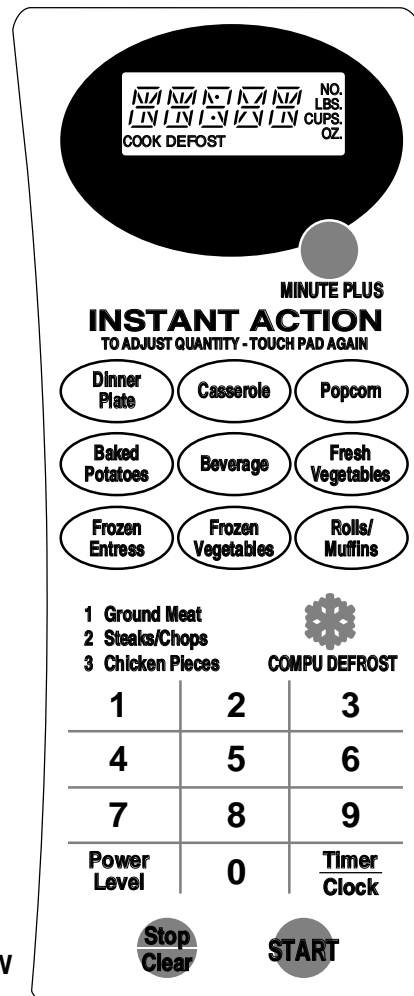 NO.
LBS.
CUPS.
OZ.
COOK DEFOST
MINUTE PLUS
INSTANT ACTION
TO ADJUST QUANTITY - TOUCH PAD AGAIN
Dinner
Plate
Casserole
Popcorn
Baked
Potatoes
Beverage
Fresh
Vegetables
Frozen
Entress
Frozen
Vegetables
Rolls/
Muffins
1 Ground Meat
2 Steaks/Chops
3 Chicken Pieces
COMPU DEFROST
1 2 3
4 5 6
7 8 9
Power
Level
0
Timer
Clock
Stop
Clear
START